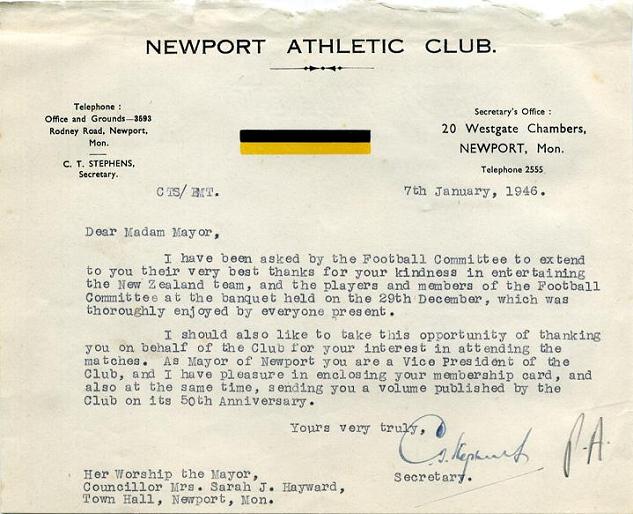 NEWPORT ATHLETIC CLUB.
Telephone :
Office and Grounds—3593
Rodney Road, Newport,
Mon.
C. T. STEPHENS,
Secretary.
Secretary's Office :
20 Westgate Chambers,
NEWPORT, Mon.
Telephone 2555
CTS/EMT.
7th January, 1946.
Dear Madam Mayor,
I have been asked by the Football Committee to extend
to you their very best thanks for your kindness in entertaining
the New Zealand team, and the players and members of the Football
Committee at the banquet held on the 29th December, which was
thoroughly enjoyed by everyone present.
I should also like to take this opportunity of thanking
you on behalf of the Club for your interest in attending the
matches. As Mayor of Newport you are a Vice President of the
Club, and I have pleasure in enclosing your membership card, and
also at the same time, sending you a volume published by the
Club on its 50th Anniversary.
Yours very truly,
C. T. Stephens
P.A.
Secretary.
Her Worship the Mayor,
Councillor Mrs. Sarah J. Hayward,
Town Hall, Newport, Mon.